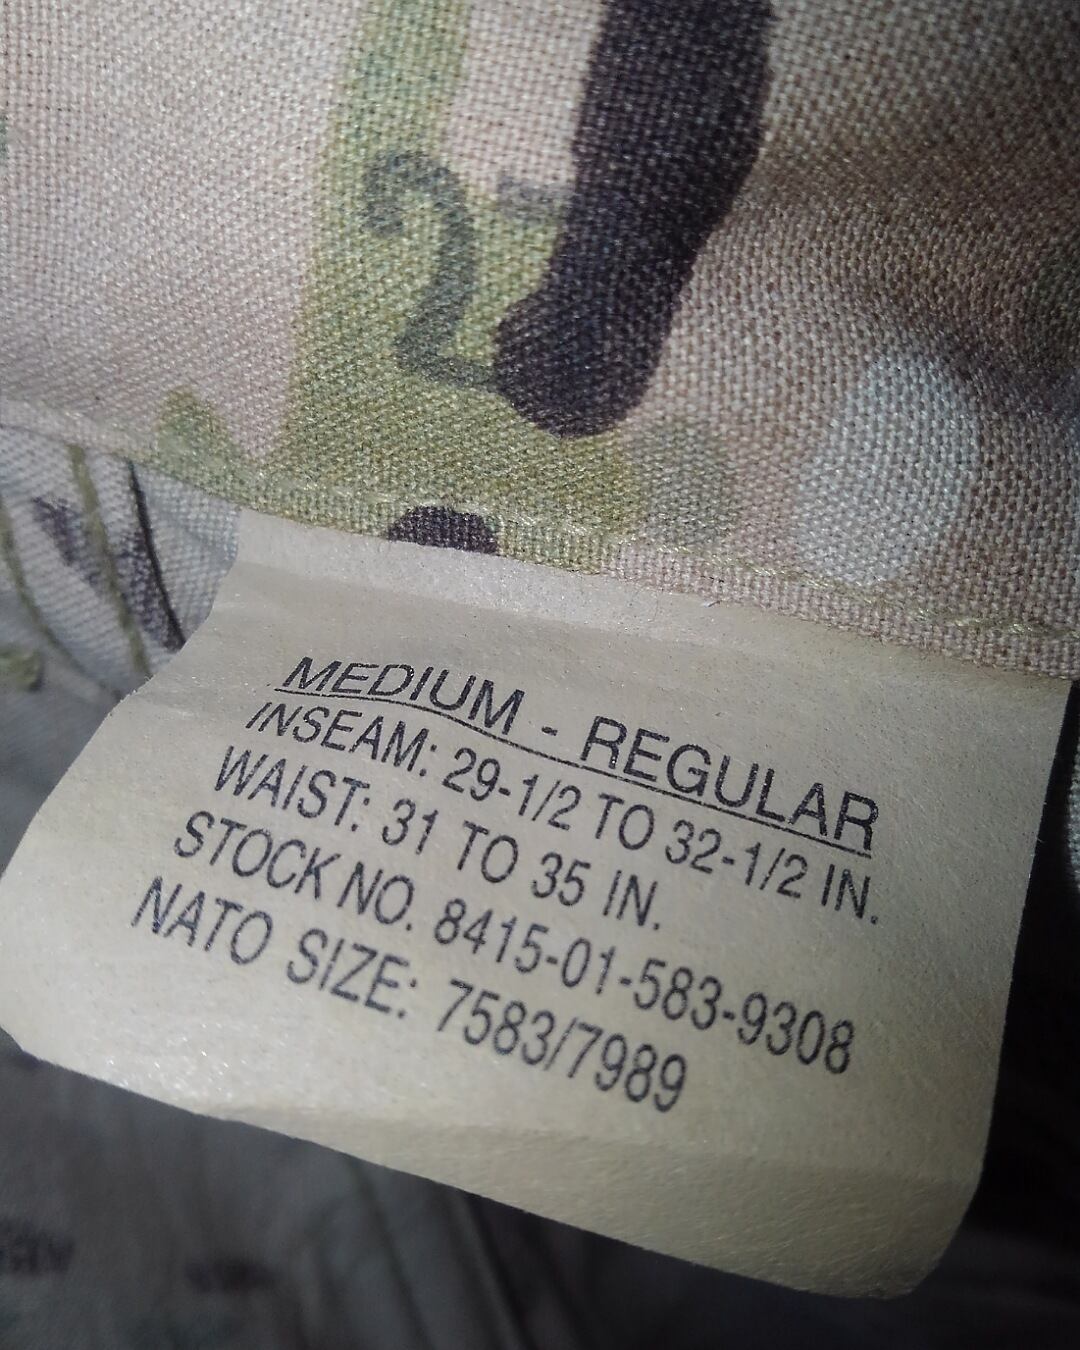 2
MEDIUM - REGULAR
INSEAM: 29-1/2 TO 32-1/2 IN.
WAIST: 31 TO 35 IN.
STOCK NO. 8415-01-583-9308
NATO SIZE: 7583/7989